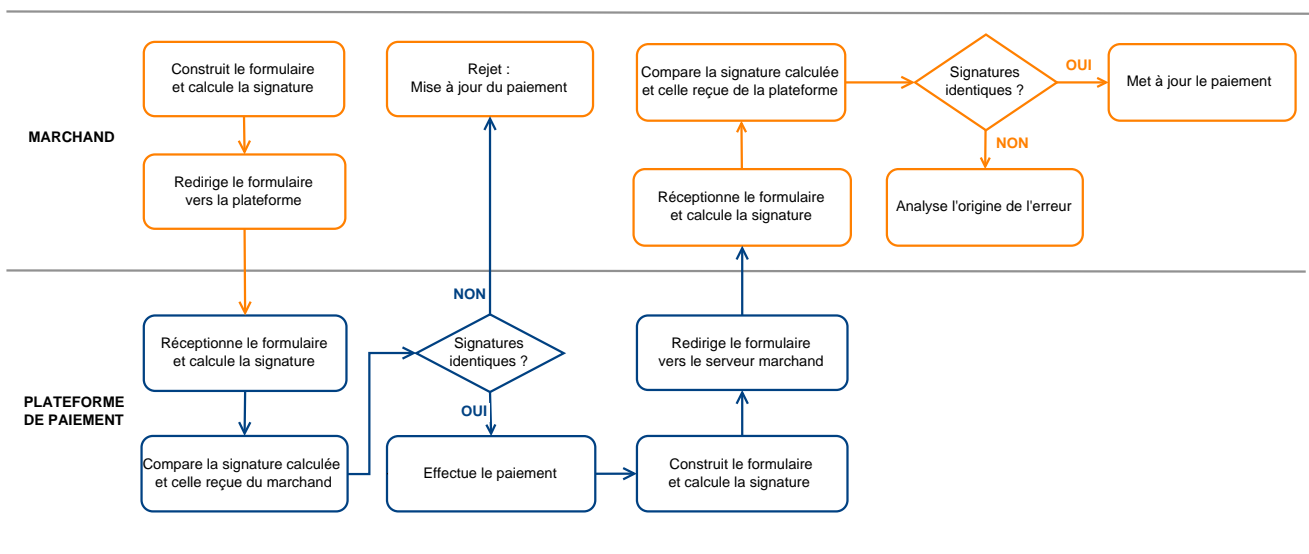 MARCHAND
Construit le formulaire
et calcule la signature
Redirige le formulaire
vers la plateforme
Rejet :
Mise à jour du paiement
Compare la signature calculée
et celle reçue de la plateforme
Signatures
identiques ?
OUI
Met à jour le paiement
NON
Réceptionne le formulaire
et calcule la signature
Analyse l'origine de l'erreur
PLATEFORME
DE PAIEMENT
Réceptionne le formulaire
et calcule la signature
Compare la signature calculée
et celle reçue du marchand
NON
Signatures
identiques ?
OUI
Effectue le paiement
Redirige le formulaire
vers le serveur marchand
Construit le formulaire
et calcule la signature